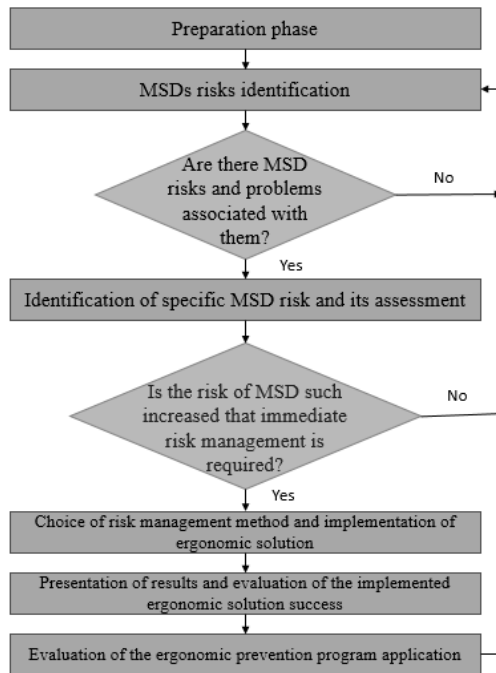 Preparation phase
MSDs risks identification
Are there MSD
risks and problems
associated with
them?
No
Yes
Identification of specific MSD risk and its assessment
Is the risk of MSD such
increased that immediate
risk management is
required?
No
Yes
Choice of risk management method and implementation of
ergonomic solution
Presentation of results and evaluation of the implemented
ergonomic solution success
Evaluation of the ergonomic prevention program application